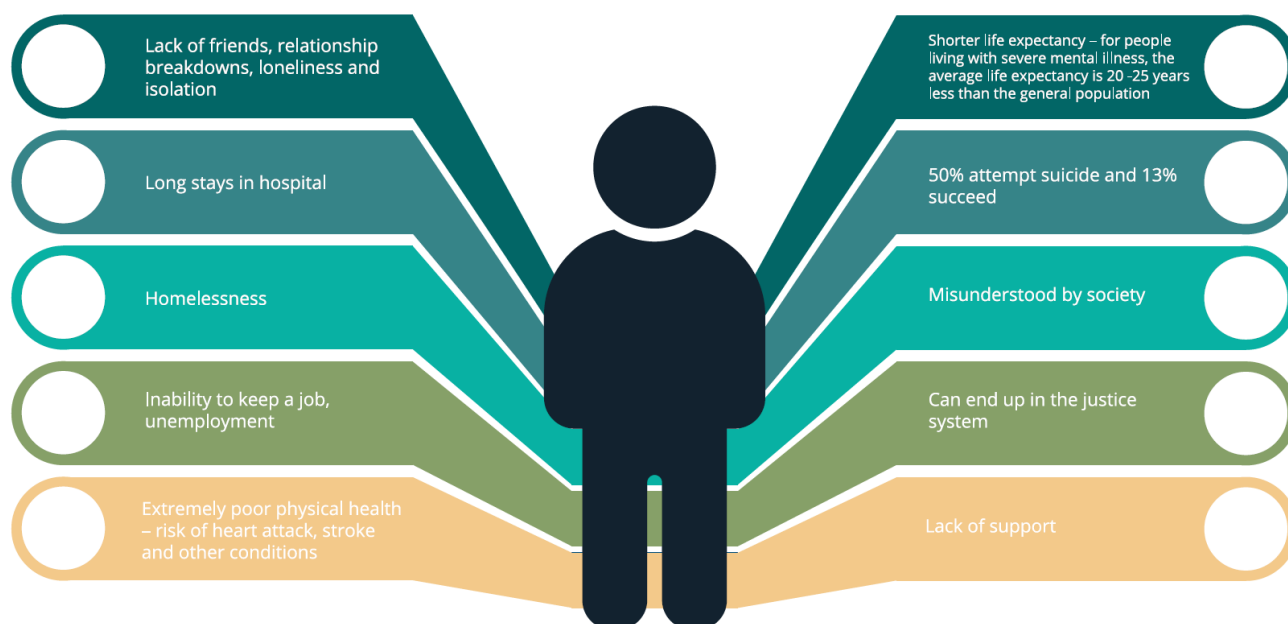 Lack of friends, relationship
breakdowns, loneliness and
isolation
Long stays in hospital
Homelessness
Inability to keep a job,
unemployment
Extremely poor physical health
– risk of heart attack, stroke
and other conditions
Shorter life expectancy – for people
living with severe mental illness, the
average life expectancy is 20 -25 years
less than the general population
50% attempt suicide and 13%
succeed
Misunderstood by society
Can end up in the justice
system
Lack of support